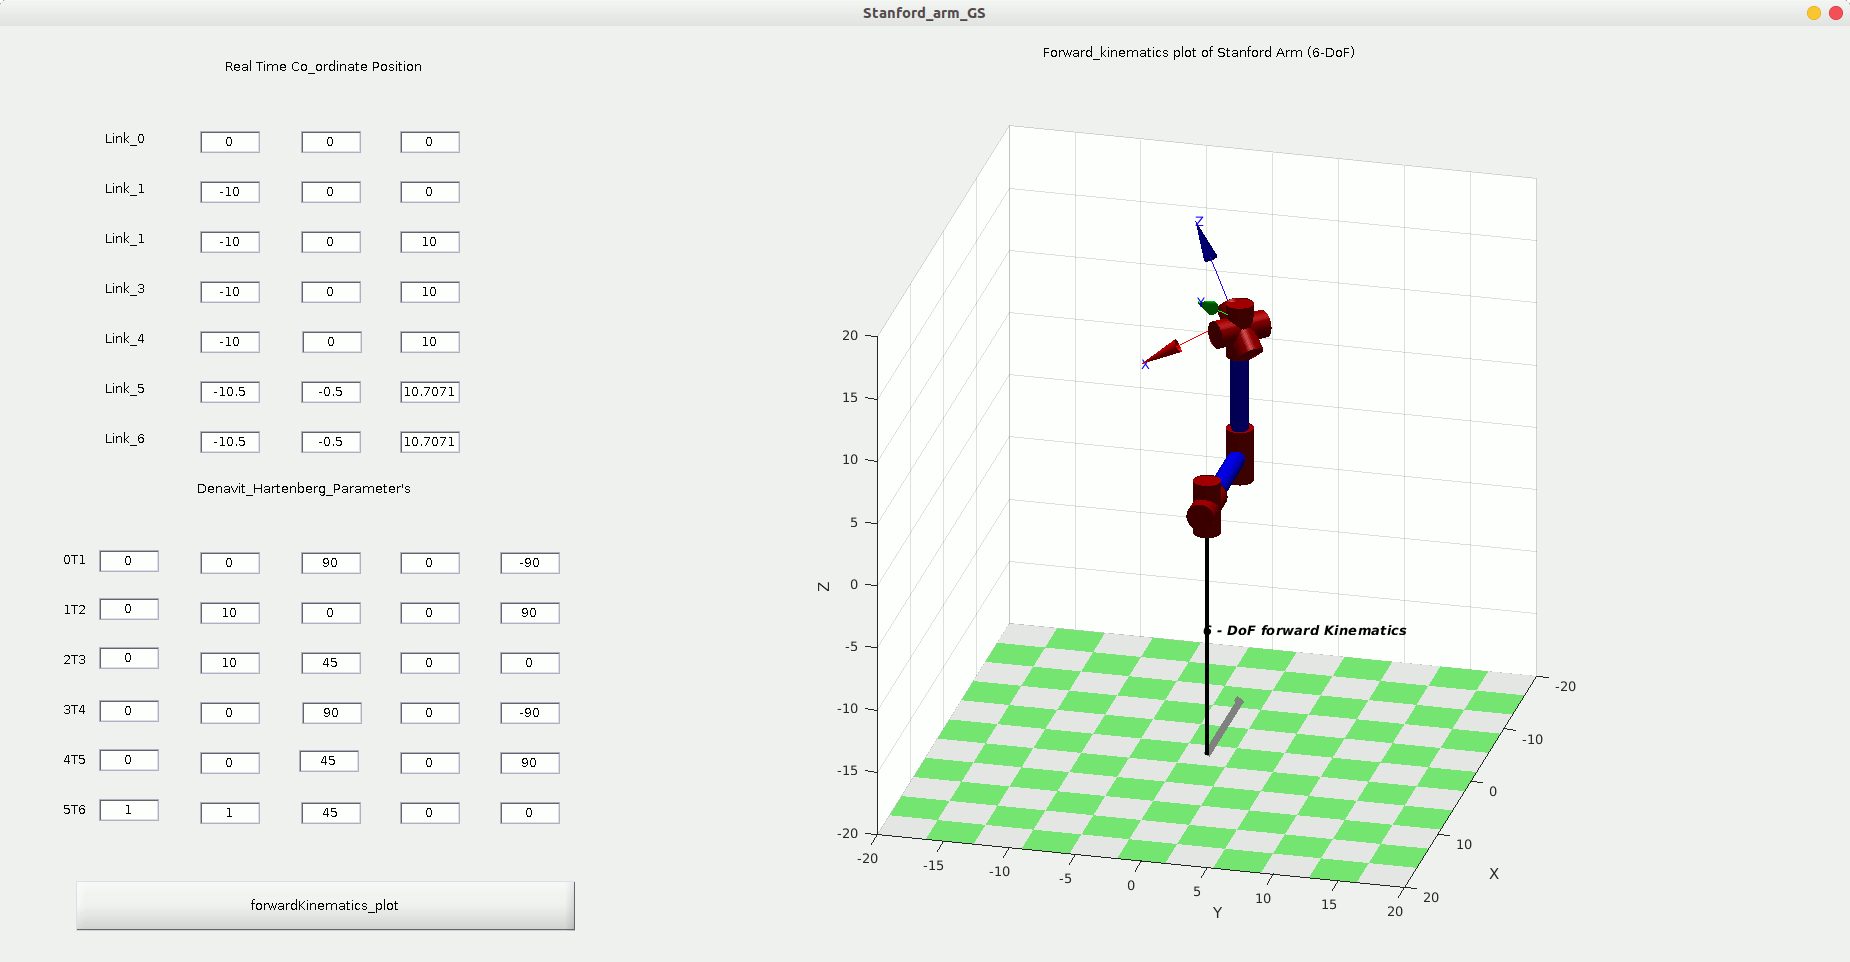 Stanford_arm_GS
Real Time Co_ordinate Position
Link_0 0 0 0
Link_1 -10 0 0
Link_1 -10 0 10
Link_3 -10 0 10
Link_4 -10 0 10
Link_5 -10.5 -0.5 10.7071
Link_6 -10.5 -0.5 10.7071
Denavit_Hartenberg_Parameter's
0T1 0 0 90 0 -90
1T2 0 10 0 0 90
2T3 0 10 45 0 0
3T4 0 0 90 0 -90
4T5 0 0 45 0 90
5T6 1 1 45 0 0
forwardKinematics_plot
Forward_kinematics plot of Stanford Arm (6-DoF)
Z
Y
X
20
15
10
5
0
-5
-10
-15
-20
Z
6 - DoF forward Kinematics
-20
-15
-10
-5
0
5
10
15
20
Y
-20
-10
0
10
20
X